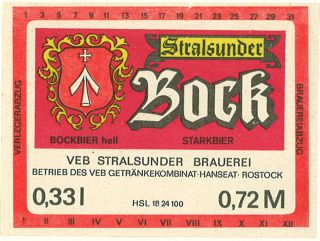 1 3 5 7 9 11 13 15 17 19 21 23 25 27 29 31
VERLEGERABZUG
BRAUEREIABZUG
Stralsunder
Bock
BOCKBIER hell
STARKBIER
VEB STRALSUNDER BRAUEREI
BETRIEB DES VEB GETRÄNKEKOMBINAT·HANSEAT·ROSTOCK
0,33 l
HSL 18 24 100
0,72 M
I II III IV V VI VII VIII IX X XI XII